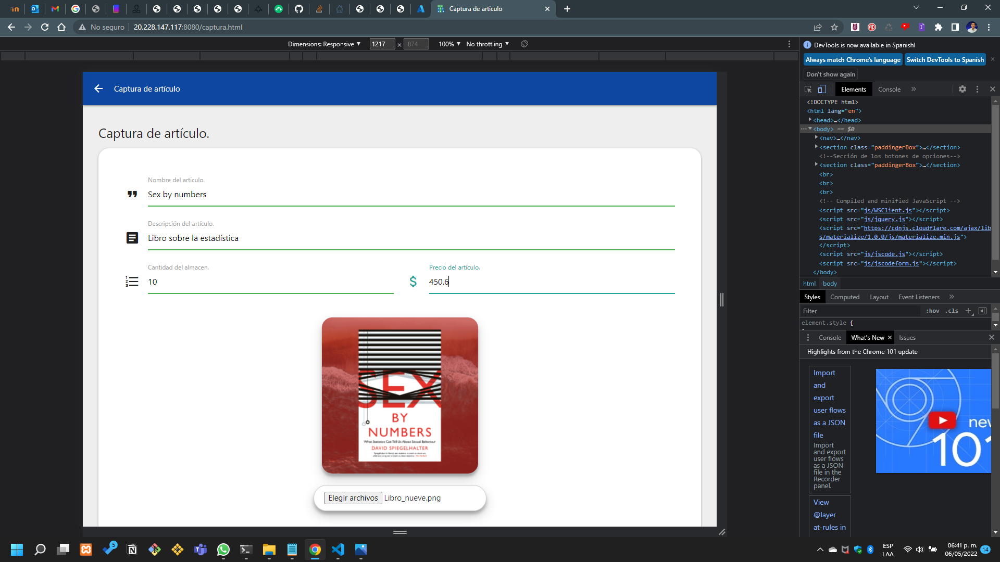 Captura de articulo
No seguro
20.228.147.117:8080/captura.html
Dimensions: Responsive
1217
×
874
100%
No throttling
Captura de artículo
Captura de artículo.
Nombre del articulo.
Sex by numbers
Descripción del artículo.
Libro sobre la estadística
Cantidad del almacen.
10
Precio del artículo.
450.6
SEX
BY
NUMBERS
What Statistics Can Tell Us About Sexual Behaviour
DAVID SPIEGELHALTER
Elegir archivos Libro_nueve.png
DevTools is now available in Spanish!
Always match Chrome's language
Switch DevTools to Spanish
Don't show again
Elements
Console
<!DOCTYPE html>
<html lang="en">
<head>…</head>
<body> == $0
<nav>…</nav>
<section class="paddingerBox">…</section>
<!--Sección de los botones de opciones-->
<section class="paddingerBox">…</section>
<br>
<br>
<br>
<!-- Compiled and minified JavaScript -->
<script src="js/WSClient.js"></script>
<script src="js/jquery.js"></script>
<script src="https://cdnjs.cloudflare.com/ajax/lib
s/materialize/1.0.0/js/materialize.min.js">
</script>
<script src="js/jscode.js"></script>
<script src="js/jscodeform.js"></script>
</body>
html
body
Styles
Computed
Layout
Event Listeners
Filter
:hov
.cls
element.style {
Console
What's New
Issues
Highlights from the Chrome 101 update
Import
and
export
user flows
as a JSON
file
Import
and export
user flows
as a JSON
file in the
Recorder
panel.
View
@layer
at-rules in
new
101
5
ESP
LAA
06:41 p. m.
06/05/2022
14